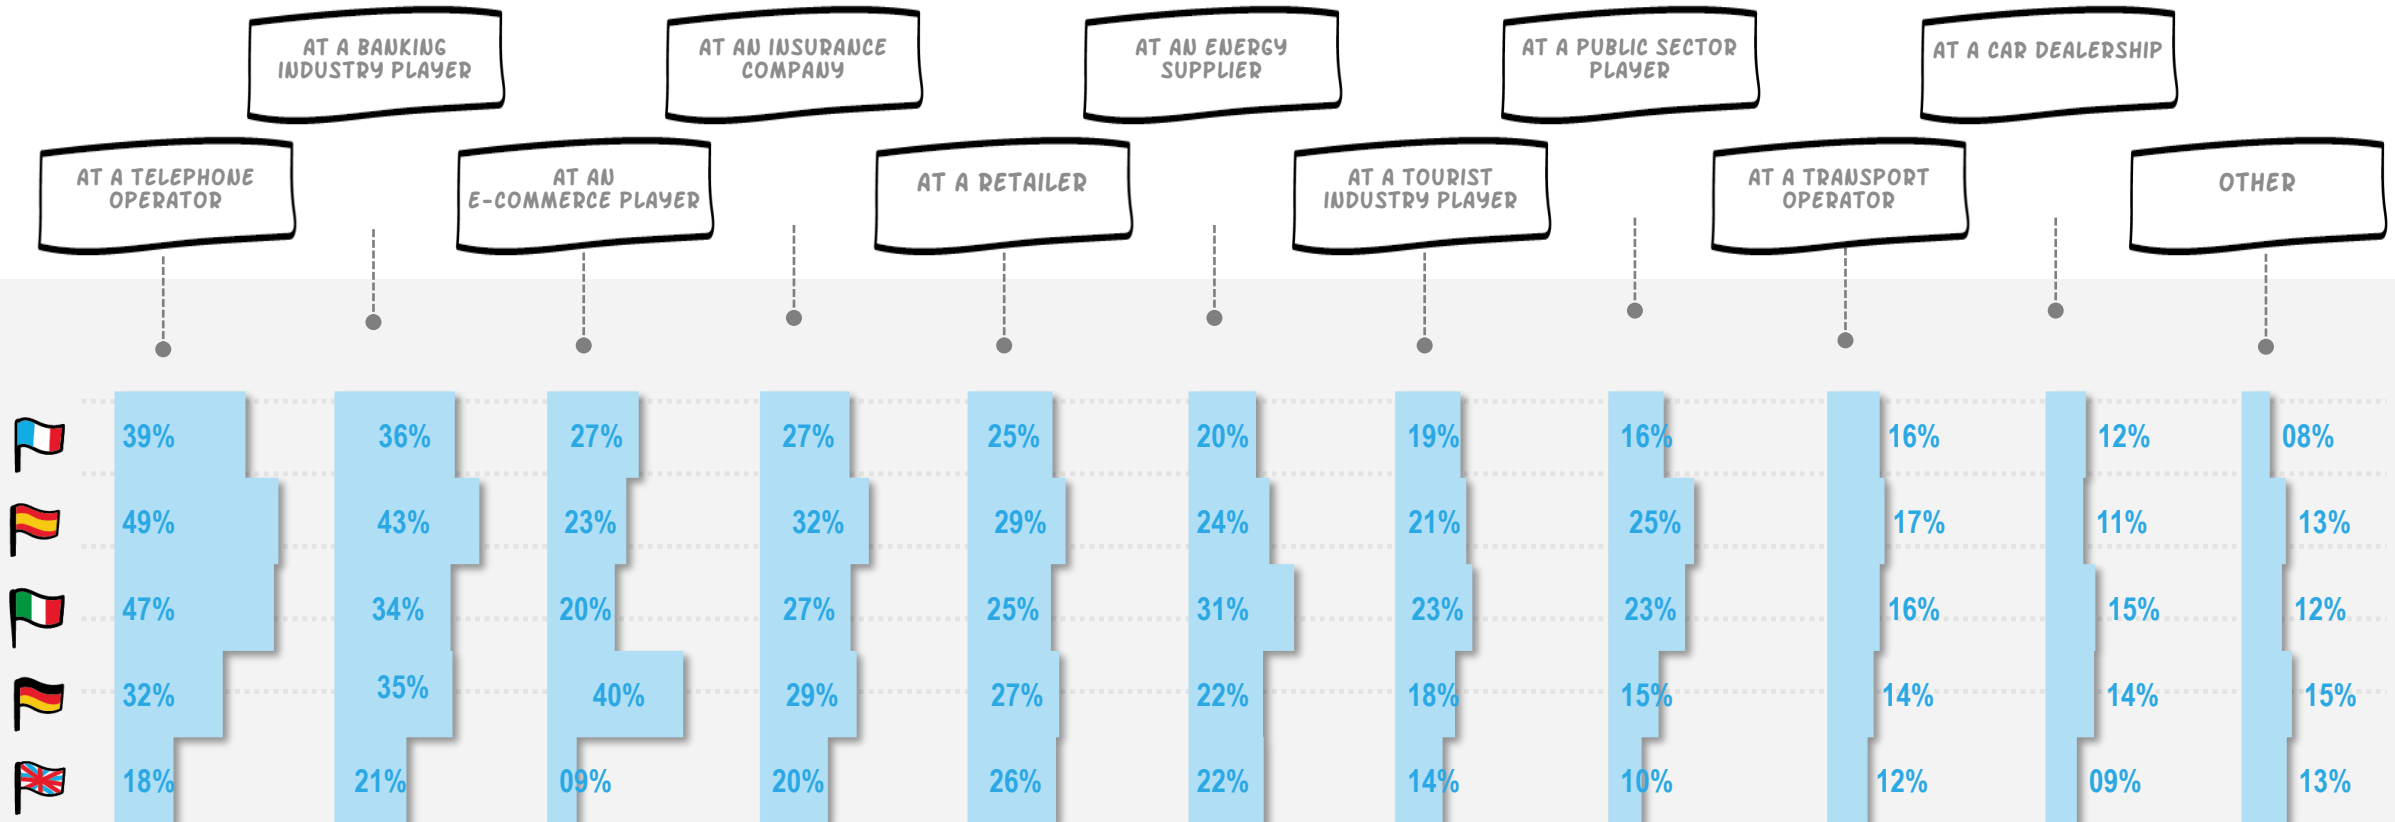 AT A BANKING
INDUSTRY PLAYER
AT AN INSURANCE
COMPANY
AT AN ENERGY
SUPPLIER
AT A PUBLIC SECTOR
PLAYER
AT A CAR DEALERSHIP
AT A TELEPHONE
OPERATOR
AT AN
E-COMMERCE PLAYER
AT A RETAILER
AT A TOURIST
INDUSTRY PLAYER
AT A TRANSPORT
OPERATOR
OTHER
39% 36% 27% 27% 25% 20% 19% 16% 16% 12% 08%
49% 43% 23% 32% 29% 24% 21% 25% 17% 11% 13%
47% 34% 20% 27% 25% 31% 23% 23% 16% 15% 12%
32% 35% 40% 29% 27% 22% 18% 15% 14% 14% 15%
18% 21% 09% 20% 26% 22% 14% 10% 12% 09% 13%